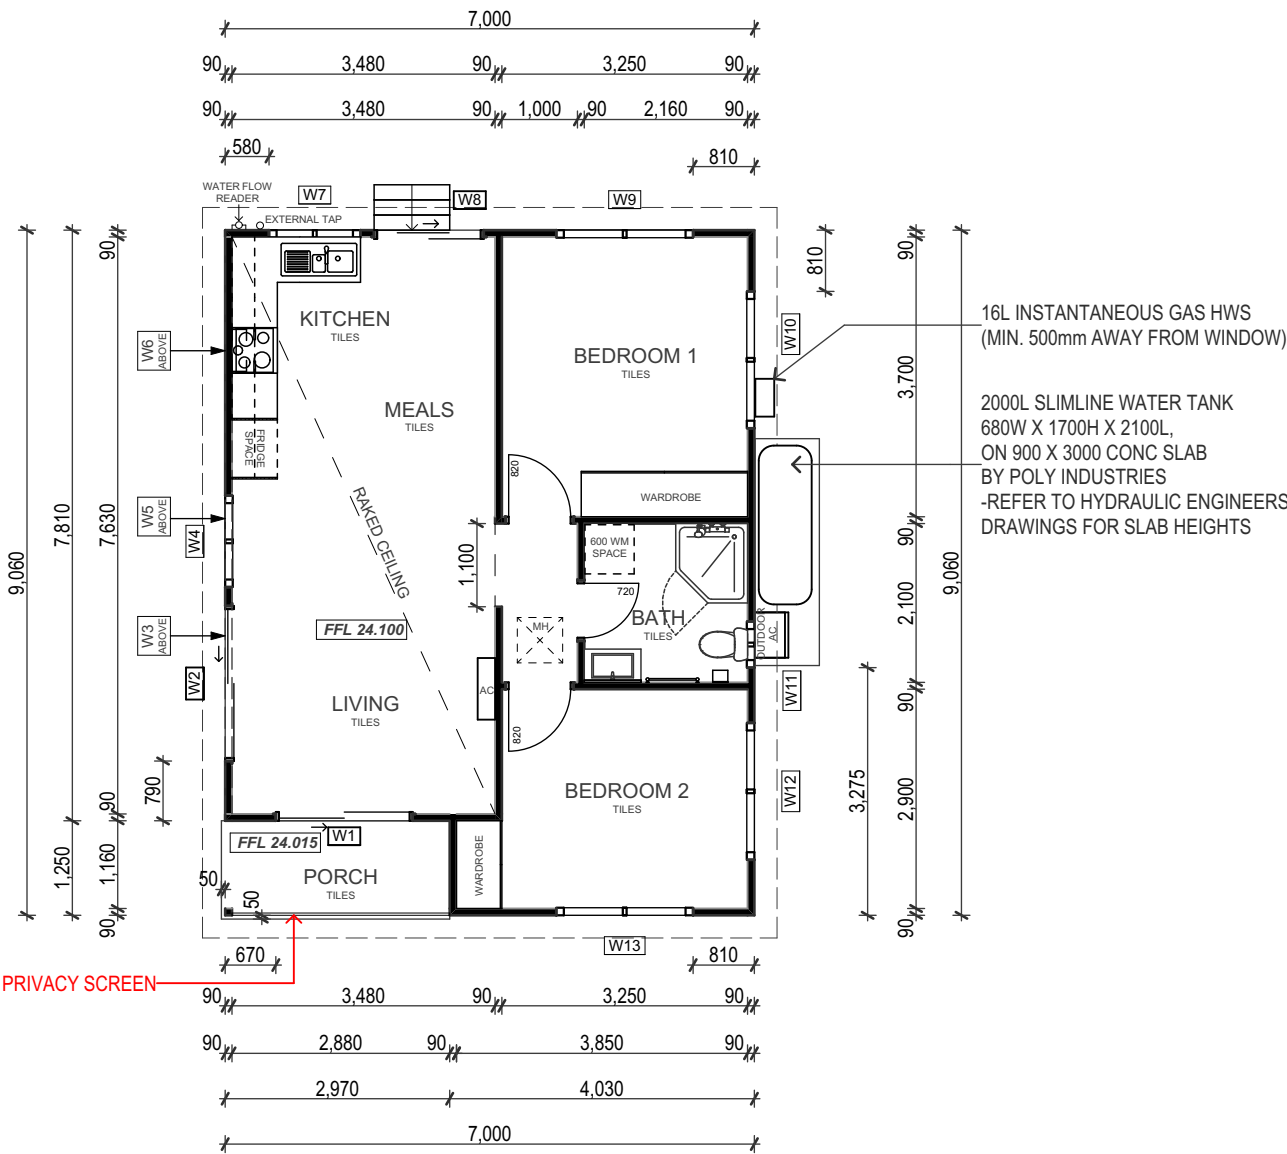 7,000
90 3,480 90 3,250 90
90 3,480 90 1,000 90 2,160 90
580
810
WATER FLOW
READER
W7
W8
W9
EXTERNAL TAP
90
810
90
W6
ABOVE
KITCHEN
TILES
BEDROOM 1
TILES
W10
16L INSTANTANEOUS GAS HWS
(MIN. 500mm AWAY FROM WINDOW)
3,700
MEALS
TILES
2000L SLIMLINE WATER TANK
680W X 1700H X 2100L,
ON 900 X 3000 CONC SLAB
BY POLY INDUSTRIES
-REFER TO HYDRAULIC ENGINEERS
DRAWINGS FOR SLAB HEIGHTS
FRIDGE
SPACE
820
WARDROBE
9,060
7,810
7,630
W5
ABOVE
W4
RAKED CEILING
1,100
600 WM
SPACE
90
720
9,060
2,100
W3
ABOVE
FFL 24.100
MH
BATH
TILES
OUTDOOR
AC
W2
AC
W11
90
LIVING
TILES
820
790
90
BEDROOM 2
TILES
W12
3,275
2,900
FFL 24.015
W1
1,250
1,160
50
PORCH
TILES
50
WARDROBE
90
90
W13
670
810
PRIVACY SCREEN
90 3,480 90 3,250 90
90 2,880 90 3,850 90
2,970 4,030
7,000